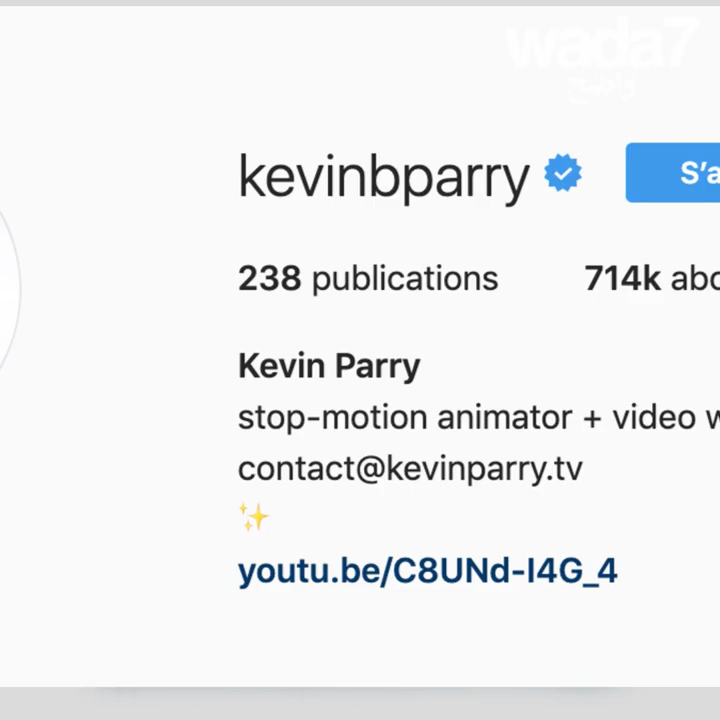 wada7
kevinbparry
S'a
238 publications 714k abo
Kevin Parry
stop-motion animator + video w
contact@kevinparry.tv
✨
youtu.be/C8UNd-I4G_4